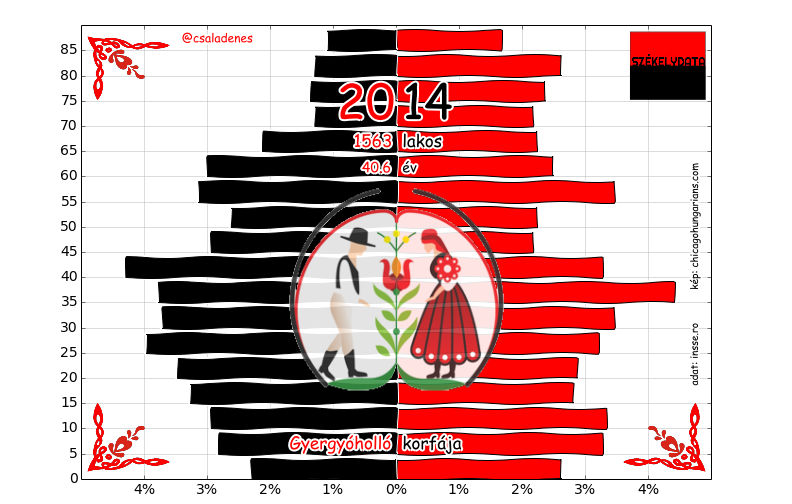 @csaladenes
SZÉKELYDATA
2014
1563 lakos
40.6 év
kép: chicagohungarians.com
adat: insse.ro
Gyergyóholló korfája
85
80
75
70
65
60
55
50
45
40
35
30
25
20
15
10
5
0
4% 3% 2% 1% 0% 1% 2% 3% 4%